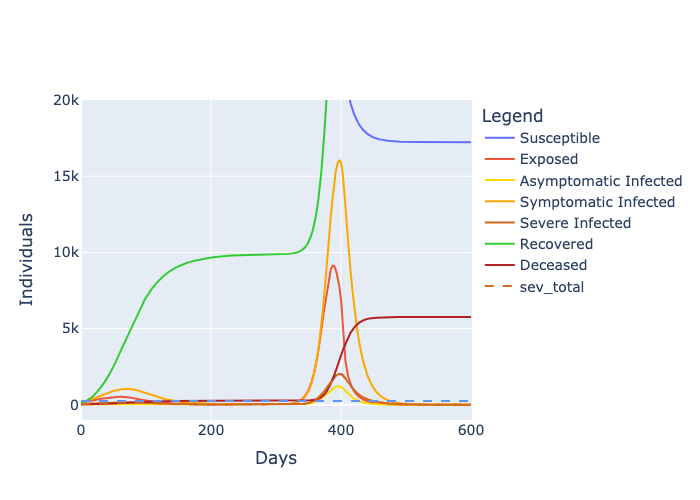 20k
15k
10k
5k
0
0
200
400
600
Individuals
Days
Legend
Susceptible
Exposed
Asymptomatic Infected
Symptomatic Infected
Severe Infected
Recovered
Deceased
sev_total